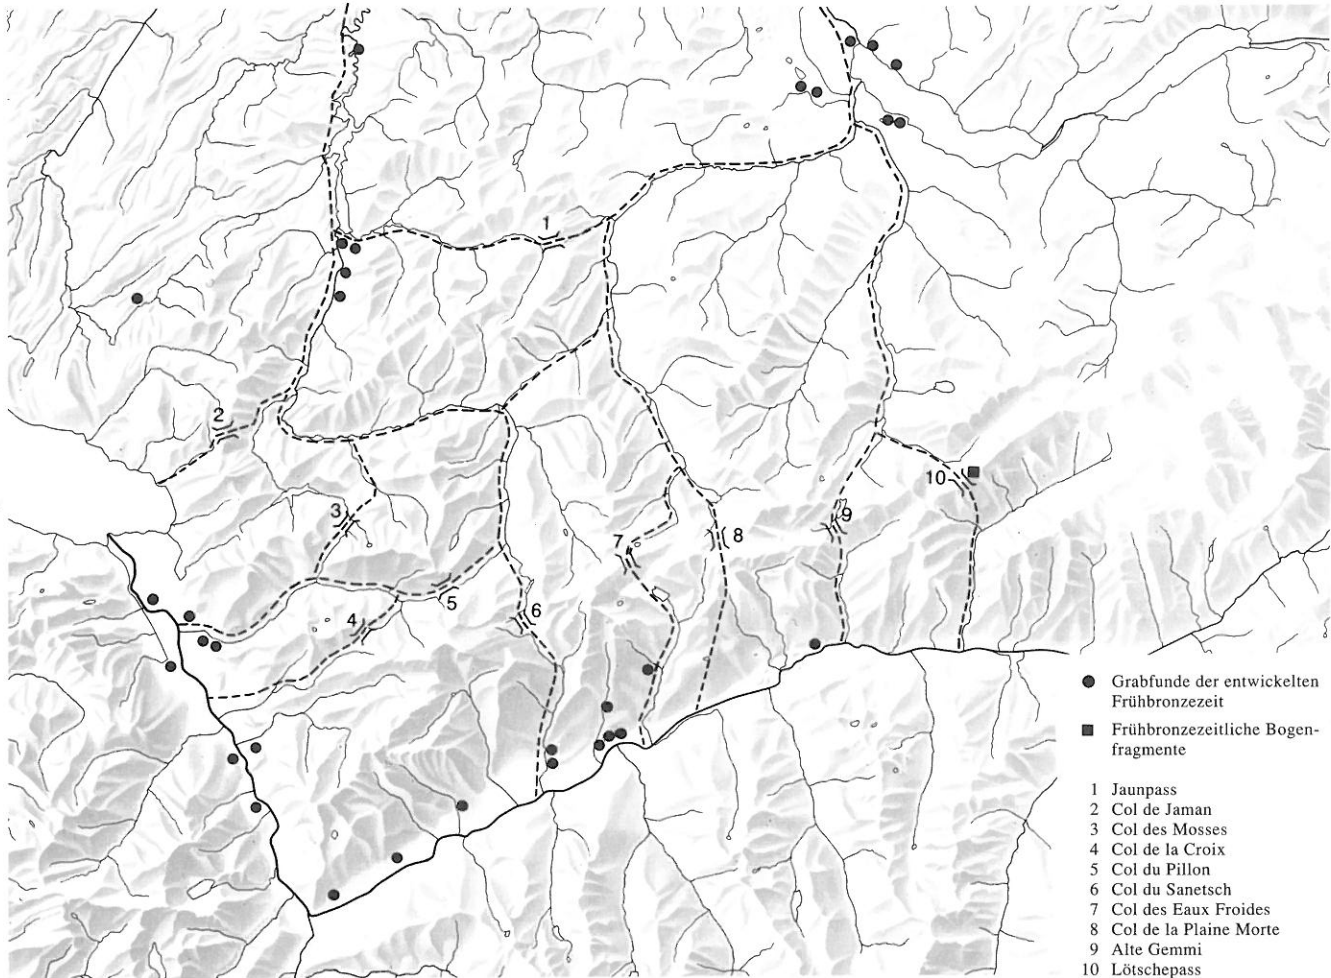 1
2
3
4
5
6
7
8
9
10
Grabfunde der entwickelten
Frühbronzezeit
Frühbronzezeitliche Bogen-
fragmente
1 Jaunpass
2 Col de Jaman
3 Col des Mosses
4 Col de la Croix
5 Col du Pillon
6 Col du Sanetsch
7 Col des Eaux Froides
8 Col de la Plaine Morte
9 Alte Gemmi
10 Lötschepass